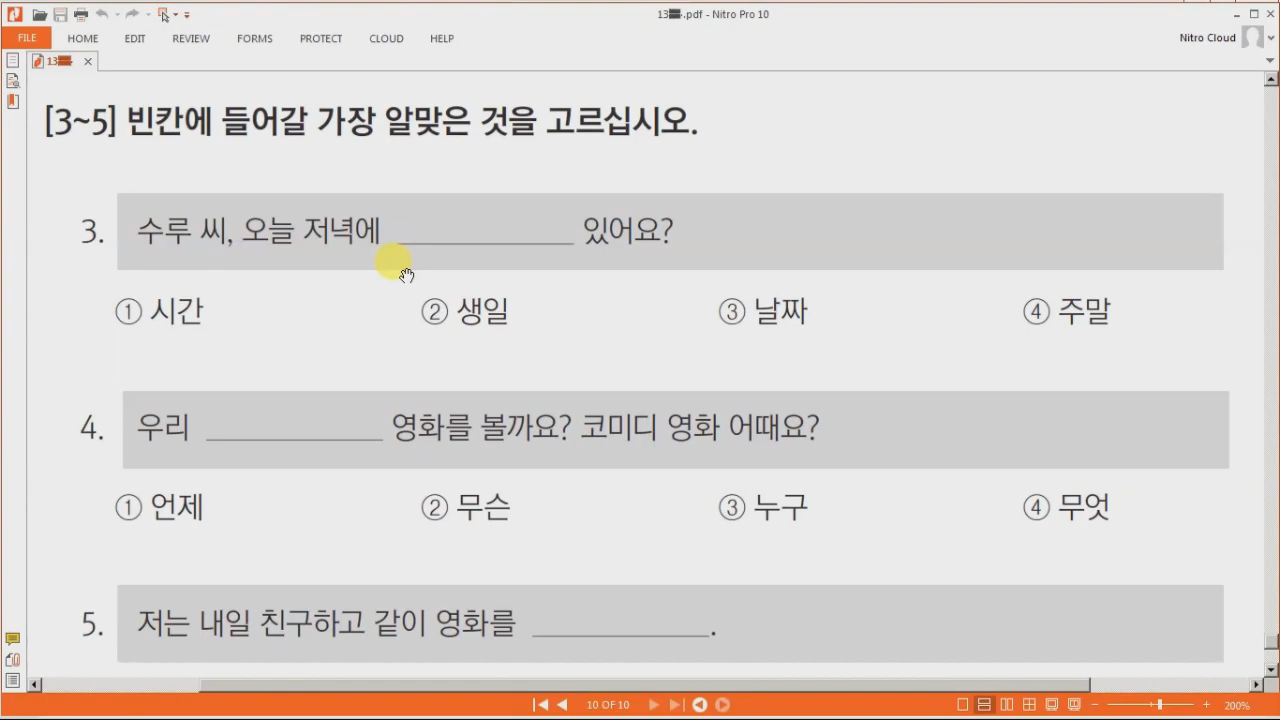 13 .pdf - Nitro Pro 10
FILE HOME EDIT REVIEW FORMS PROTECT CLOUD HELP Nitro Cloud
13
[3~5] 빈칸에 들어갈 가장 알맞은 것을 고르십시오.
3. 수루 씨, 오늘 저녁에 ____________ 있어요?
① 시간 ② 생일 ③ 날짜 ④ 주말
4. 우리 ____________ 영화를 볼까요? 코미디 영화 어때요?
① 언제 ② 무슨 ③ 누구 ④ 무엇
5. 저는 내일 친구하고 같이 영화를 ____________.
10 OF 10 200%